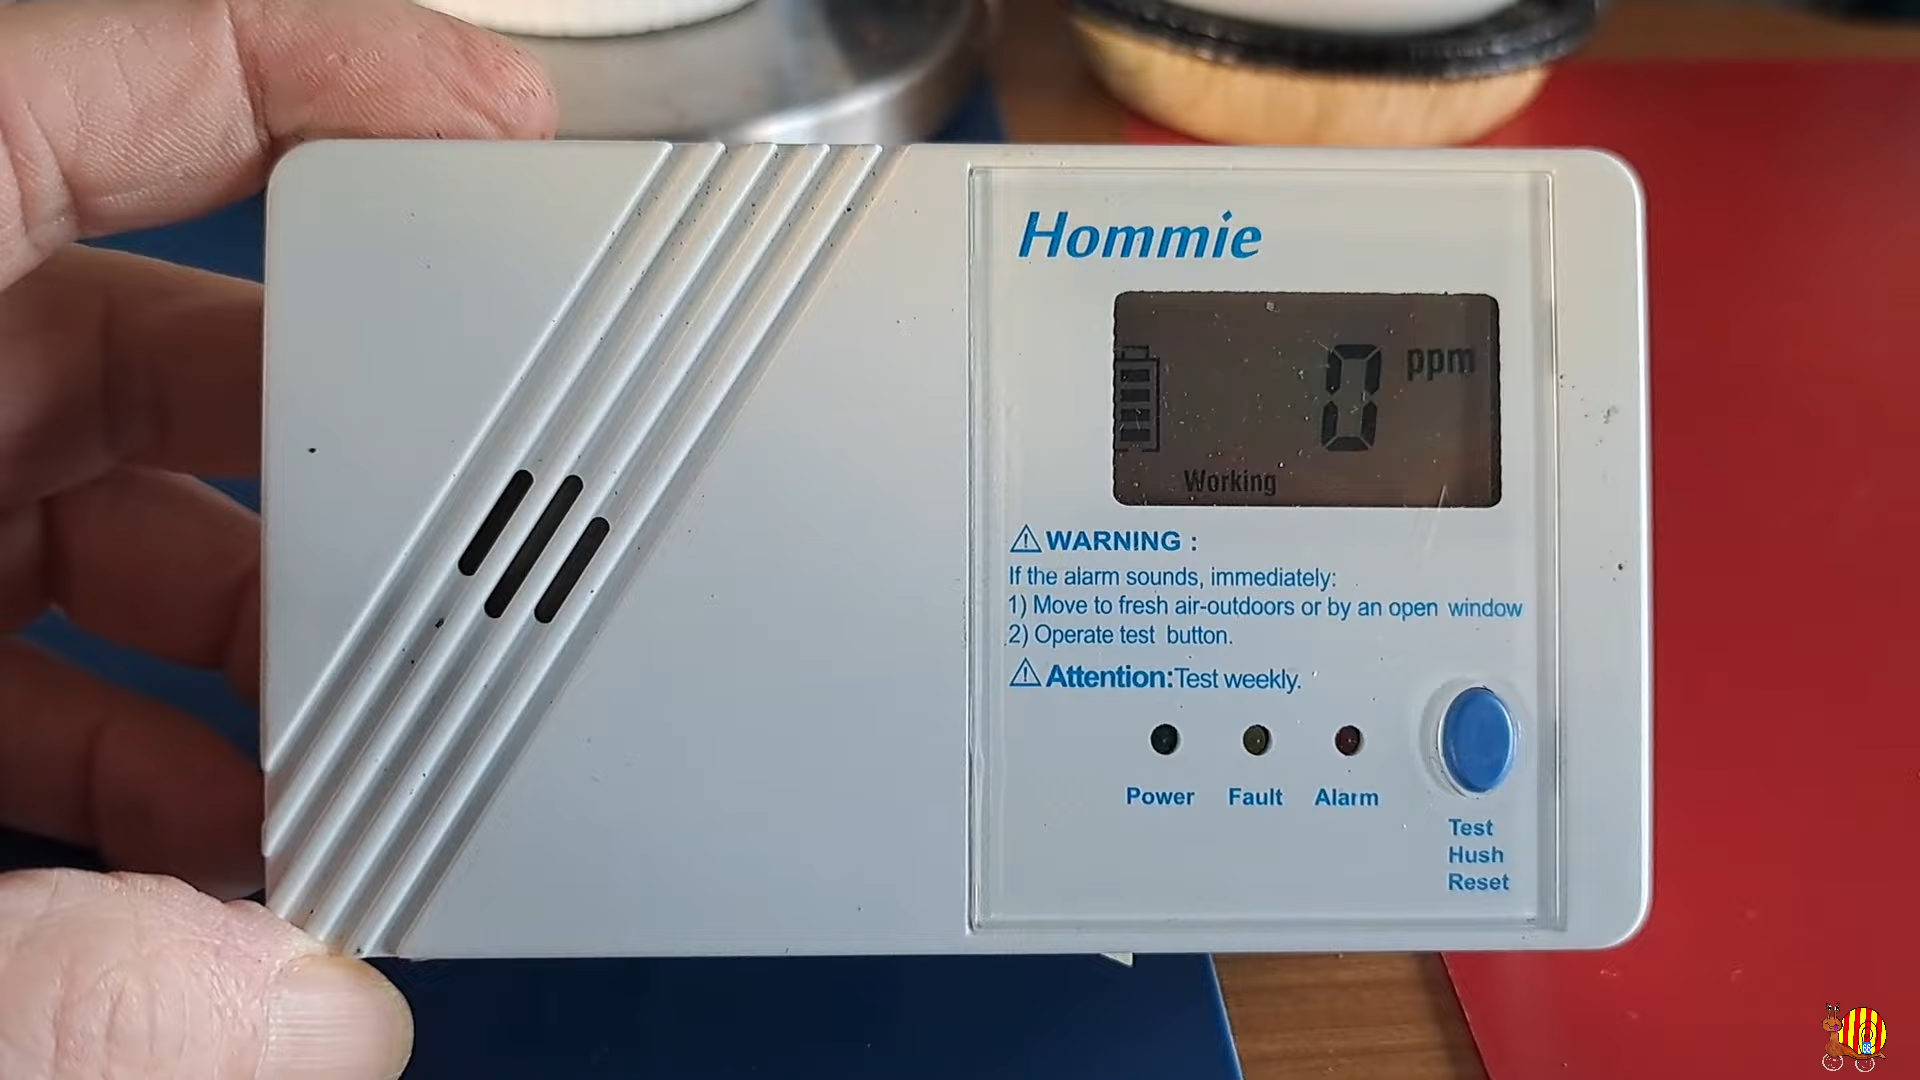 Hommie
0 ppm
Working
WARNING :
If the alarm sounds, immediately:
1) Move to fresh air-outdoors or by an open window
2) Operate test button.
Attention:Test weekly.
Power Fault Alarm
Test
Hush
Reset